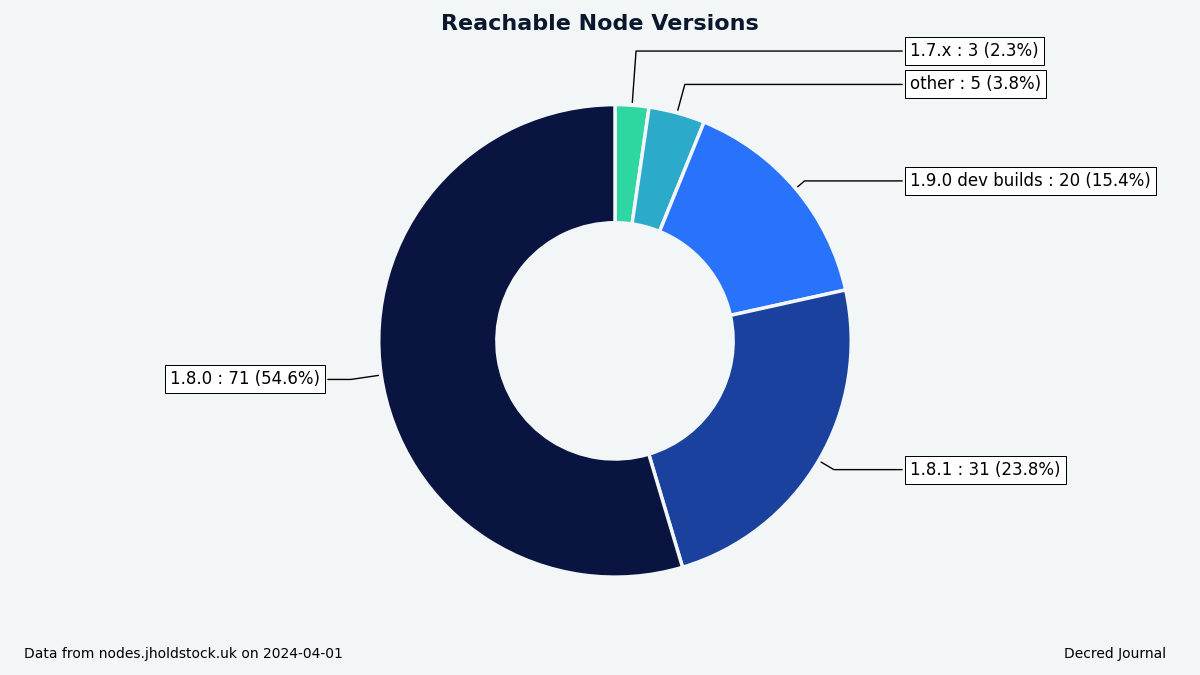 Reachable Node Versions
1.7.x : 3 (2.3%)
other : 5 (3.8%)
1.9.0 dev builds : 20 (15.4%)
1.8.0 : 71 (54.6%)
1.8.1 : 31 (23.8%)
Data from nodes.jholdstock.uk on 2024-04-01
Decred Journal